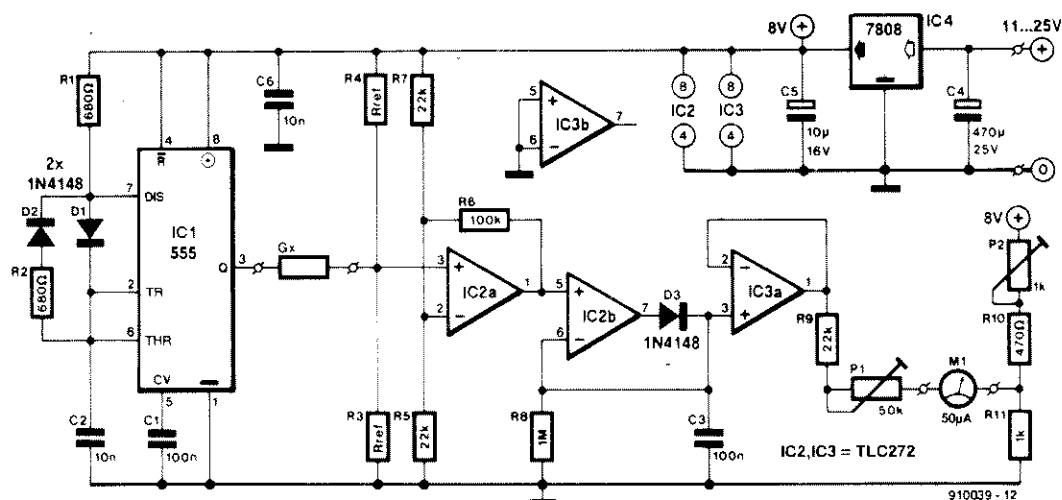 8V
IC4
7808
11...25V
R1
680Ω
C6
10n
R4
Rref
R7
22k
5
+
6
−
IC3b
7
8
IC2
4
8
IC3
4
C5
10μ
16V
C4
470μ
25V
0
4
8
2x
1N4148
D2
D1
R2
680Ω
7
DIS
IC1
555
Q
3
2
TR
6
THR
CV
5
1
Gx
R6
100k
3
+
2
−
IC2a
1
5
+
6
−
IC2b
7
D3
1N4148
2
−
3
+
IC3a
1
R9
22k
8V
P2
1k
R10
470Ω
P1
50k
M1
50μA
R11
1k
C2
10n
C1
100n
R3
Rref
R5
22k
R8
1M
C3
100n
IC2,IC3 = TLC272
910039 - 12